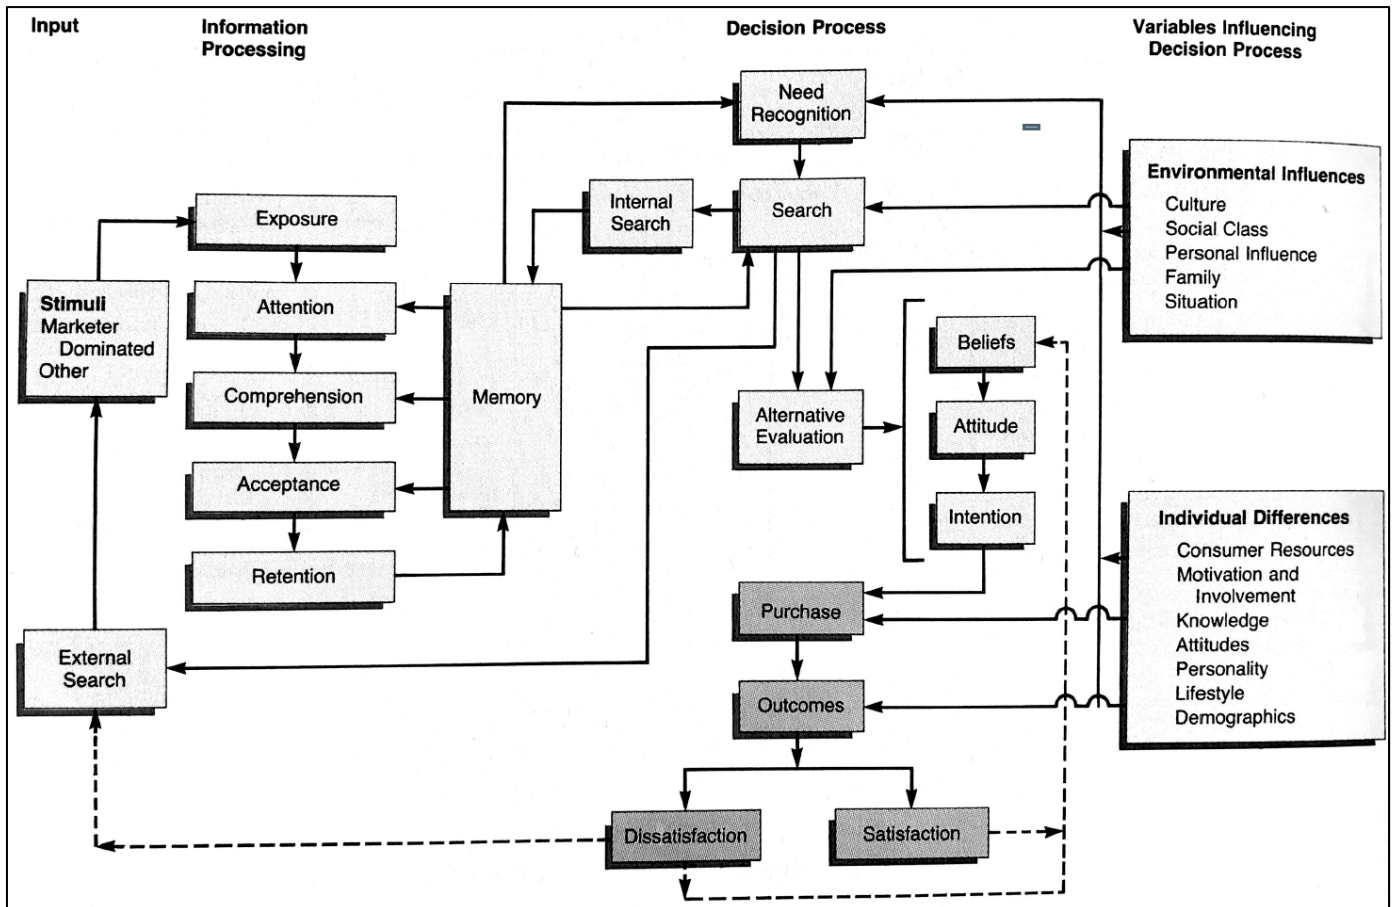 Input
Information
Processing
Decision Process
Variables Influencing
Decision Process
Need
Recognition
Internal
Search
Search
Exposure
Attention
Comprehension
Acceptance
Retention
Stimuli
Marketer
Dominated
Other
Memory
External
Search
Alternative
Evaluation
Beliefs
Attitude
Intention
Purchase
Outcomes
Dissatisfaction
Satisfaction
Environmental Influences
Culture
Social Class
Personal Influence
Family
Situation
Individual Differences
Consumer Resources
Motivation and
Involvement
Knowledge
Attitudes
Personality
Lifestyle
Demographics